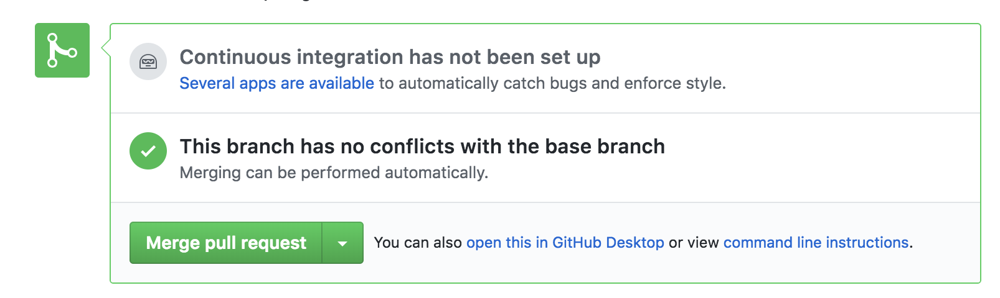 Continuous integration has not been set up
Several apps are available to automatically catch bugs and enforce style.
This branch has no conflicts with the base branch
Merging can be performed automatically.
Merge pull request
You can also open this in GitHub Desktop or view command line instructions.